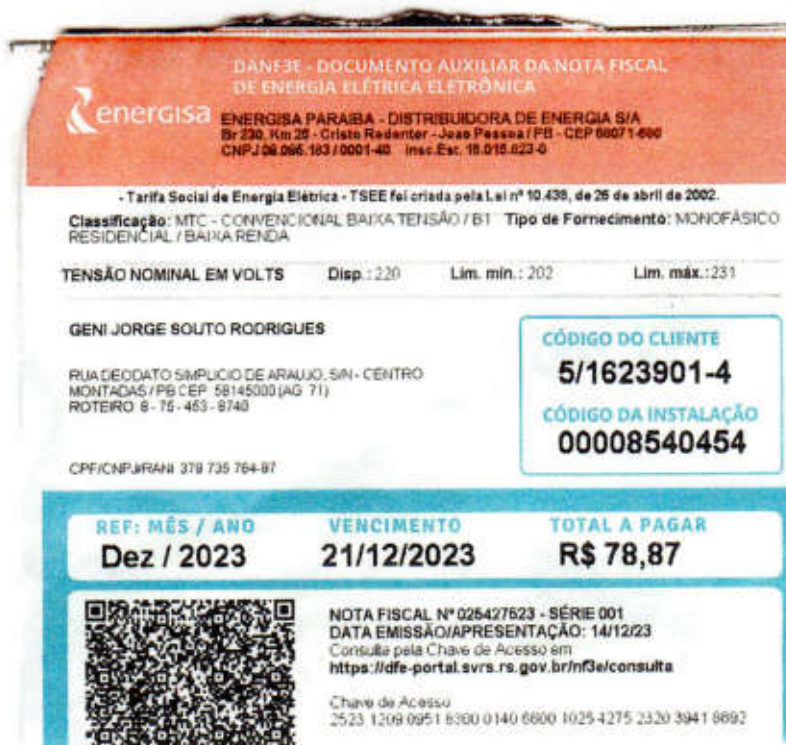 DANF3E - DOCUMENTO AUXILIAR DA NOTA FISCAL
DE ENERGIA ELÉTRICA ELETRÔNICA
energisa
ENERGISA PARAIBA - DISTRIBUIDORA DE ENERGIA S/A
Br 230, Km 25 - Cristo Redentor - Joao Pessoa / PB - CEP 58071-680
CNPJ 09.095.183 / 0001-40 Insc.Est. 16.015.823-0
- Tarifa Social de Energia Elétrica - TSEE foi criada pela Lei nº 10.438, de 26 de abril de 2002.
Classificação: MTC - CONVENCIONAL BAIXA TENSÃO / B1 Tipo de Fornecimento: MONOFÁSICO
RESIDENCIAL / BAIXA RENDA
TENSÃO NOMINAL EM VOLTS Disp.: 220 Lim. min.: 202 Lim. máx.: 231
GENI JORGE SOUTO RODRIGUES
RUA DEODATO SIMPLICIO DE ARAUJO, S/N - CENTRO
MONTADAS / PB CEP 58145000 (AG 71)
ROTEIRO 8 - 75 - 453 - 8740
CPF/CNPJ/RANI 379 735 764-87
CÓDIGO DO CLIENTE
5/1623901-4
CÓDIGO DA INSTALAÇÃO
00008540454
REF: MÊS / ANO VENCIMENTO TOTAL A PAGAR
Dez / 2023 21/12/2023 R$ 78,87
NOTA FISCAL Nº 025427523 - SÉRIE 001
DATA EMISSÃO/APRESENTAÇÃO: 14/12/23
Consulta pela Chave de Acesso em
https://dfe-portal.svrs.rs.gov.br/nf3e/consulta
Chave de Acesso
2523 1209 0951 8300 0140 6600 1025 4275 2320 3941 8892